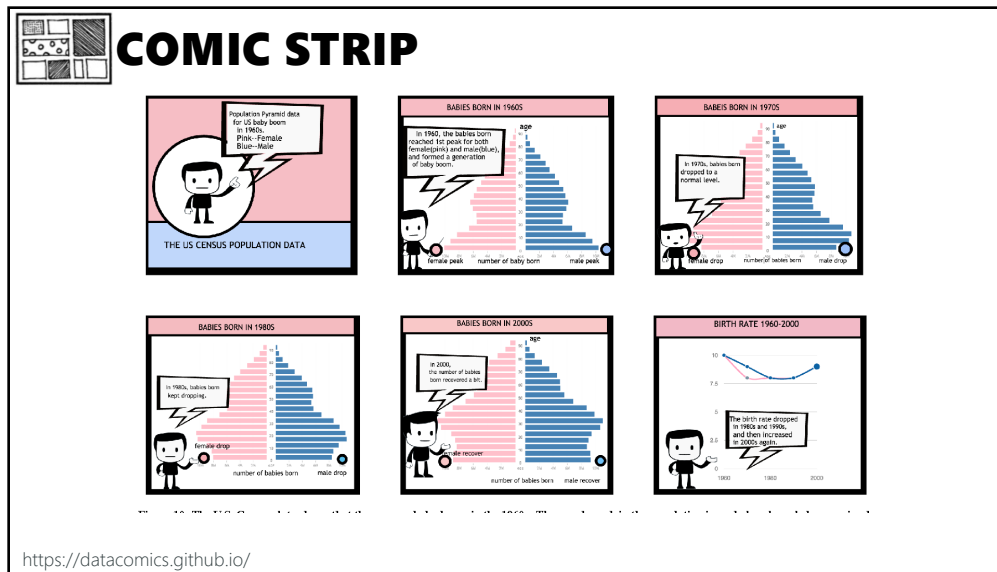 COMIC STRIP
Population Pyramid data
for US baby boom
in 1960s.
Pink--Female
Blue--Male
THE US CENSUS POPULATION DATA
BABIES BORN IN 1960S
age
In 1960, the babies born
reached 1st peak for both
female(pink) and male(blue),
and formed a generation
of baby boom.
female peak
number of baby born
male peak
BABEIS BORN IN 1970S
age
In 1970s, babies born
dropped to a
normal level.
female drop
number of babies born
male drop
BABIES BORN IN 1980S
In 1980s, babies born
kept dropping.
female drop
number of babies born
male drop
BABIES BORN IN 2000S
age
In 2000,
the number of babies
born recovered a bit.
female recover
number of babies born
male recover
BIRTH RATE 1960-2000
10
7.5
5
2.5
0
The birth rate dropped
in 1980s and 1990s,
and then increased
in 2000s again.
1960
1980
2000
https://datacomics.github.io/